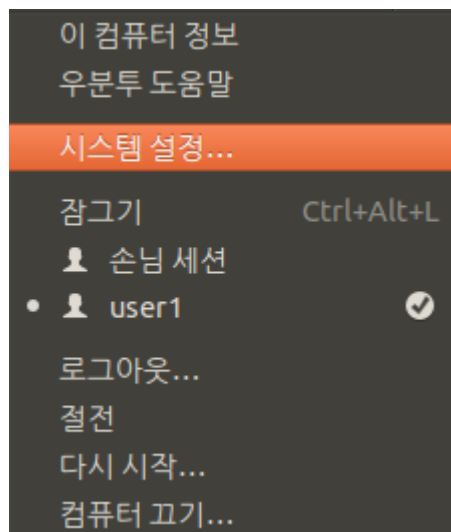 이 컴퓨터 정보
우분투 도움말
시스템 설정...
잠그기 Ctrl+Alt+L
손님 세션
user1
로그아웃...
절전
다시 시작...
컴퓨터 끄기...